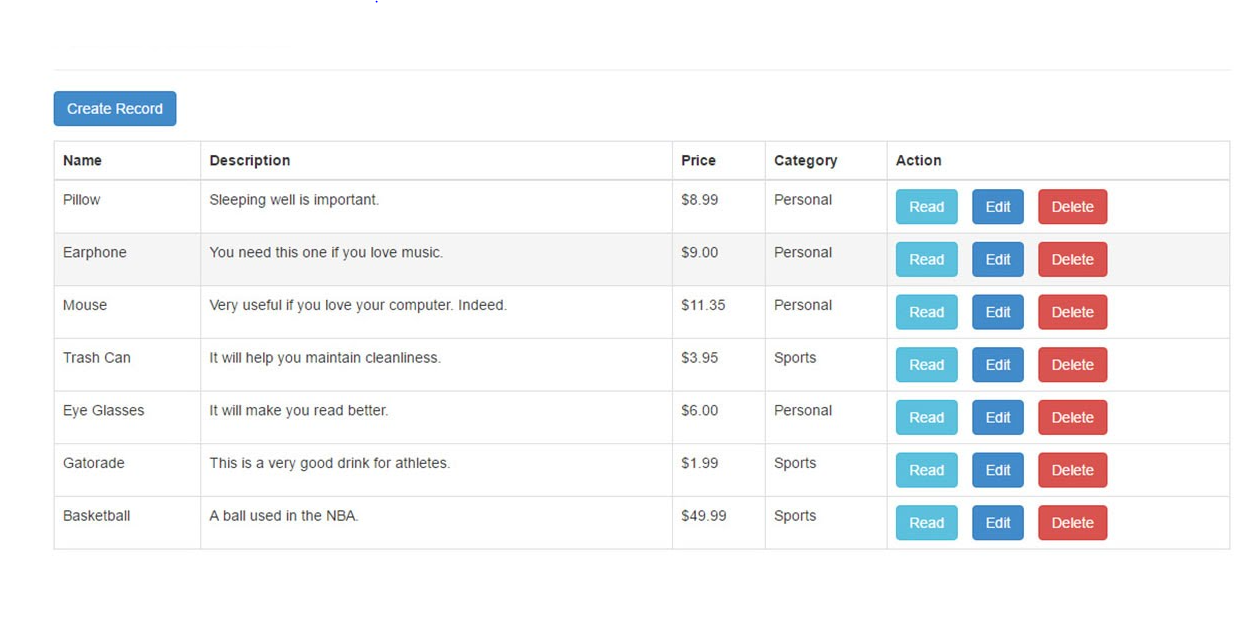 Create Record
Name Description Price Category Action
Pillow Sleeping well is important. $8.99 Personal Read Edit Delete
Earphone You need this one if you love music. $9.00 Personal Read Edit Delete
Mouse Very useful if you love your computer. Indeed. $11.35 Personal Read Edit Delete
Trash Can It will help you maintain cleanliness. $3.95 Sports Read Edit Delete
Eye Glasses It will make you read better. $6.00 Personal Read Edit Delete
Gatorade This is a very good drink for athletes. $1.99 Sports Read Edit Delete
Basketball A ball used in the NBA. $49.99 Sports Read Edit Delete